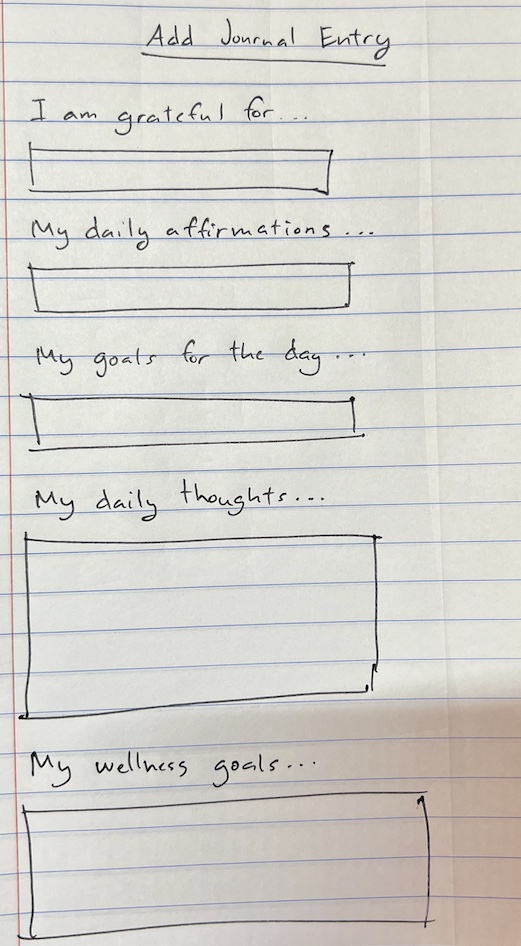 Add Journal Entry
I am grateful for...
My daily affirmations...
My goals for the day...
My daily thoughts...
My wellness goals...